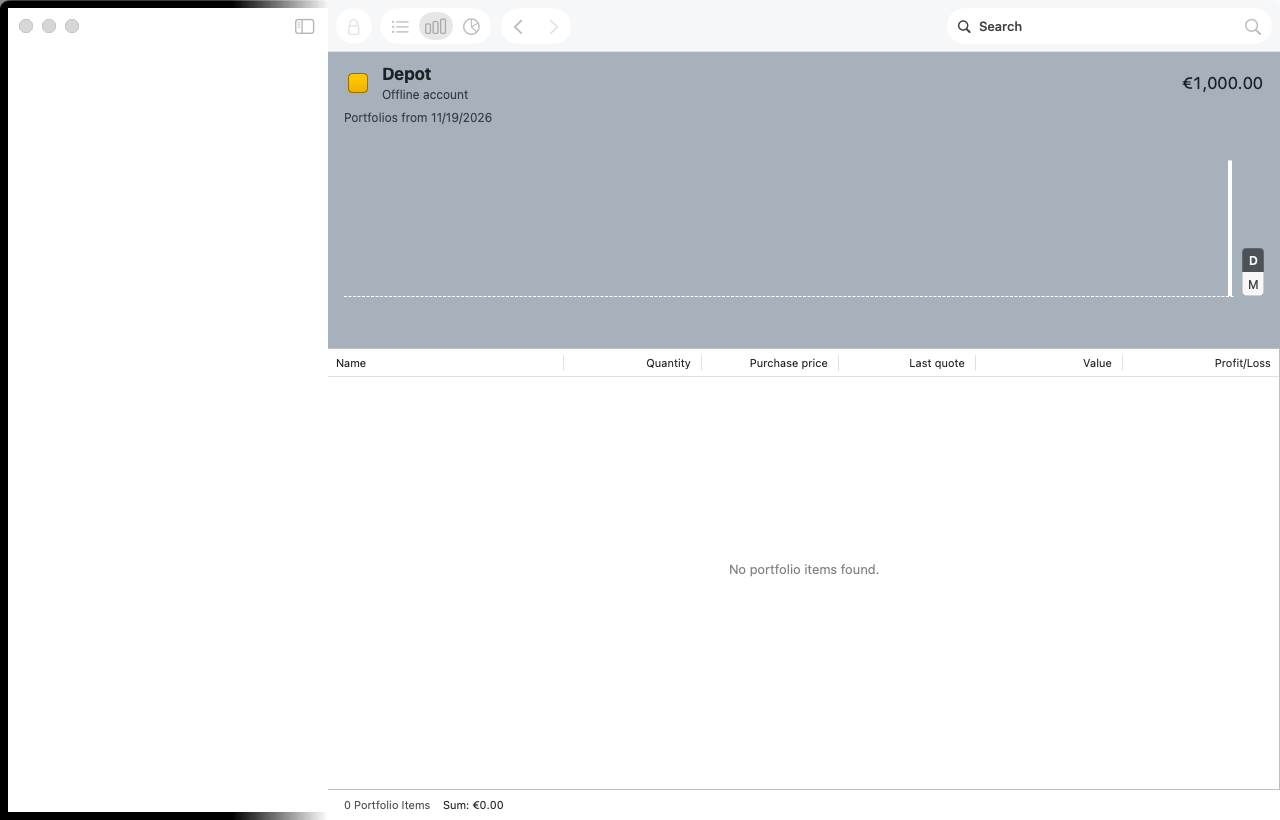 Search
Depot
Offline account
€1,000.00
Portfolios from 11/19/2026
D
M
Name Quantity Purchase price Last quote Value Profit/Loss
No portfolio items found.
0 Portfolio Items Sum: €0.00